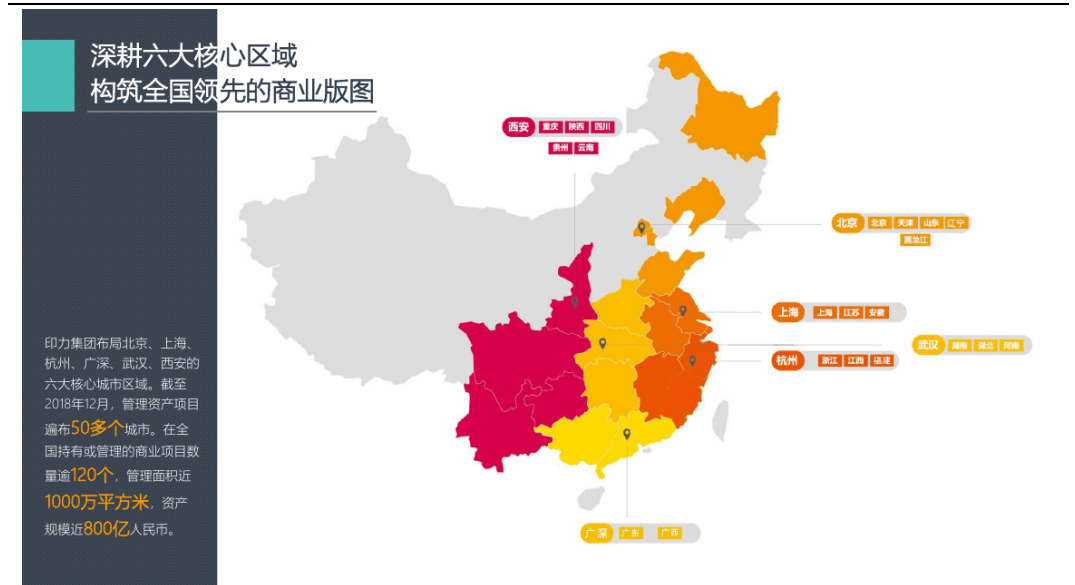 深耕六大核心区域
构筑全国领先的商业版图
西安 重庆 陕西 四川
贵州 云南
北京 北京 天津 山东 辽宁
黑龙江
上海 上海 江苏 安徽
武汉 湖南 湖北 河南
杭州 浙江 江西 福建
广深 广东 广西
印力集团布局北京、上海、
杭州、广深、武汉、西安的
六大核心城市区域。截至
2018年12月，管理资产项目
遍布50多个城市。在全
国持有或管理的商业项目数
量逾120个，管理面积近
1000万平方米，资产
规模近800亿人民币。